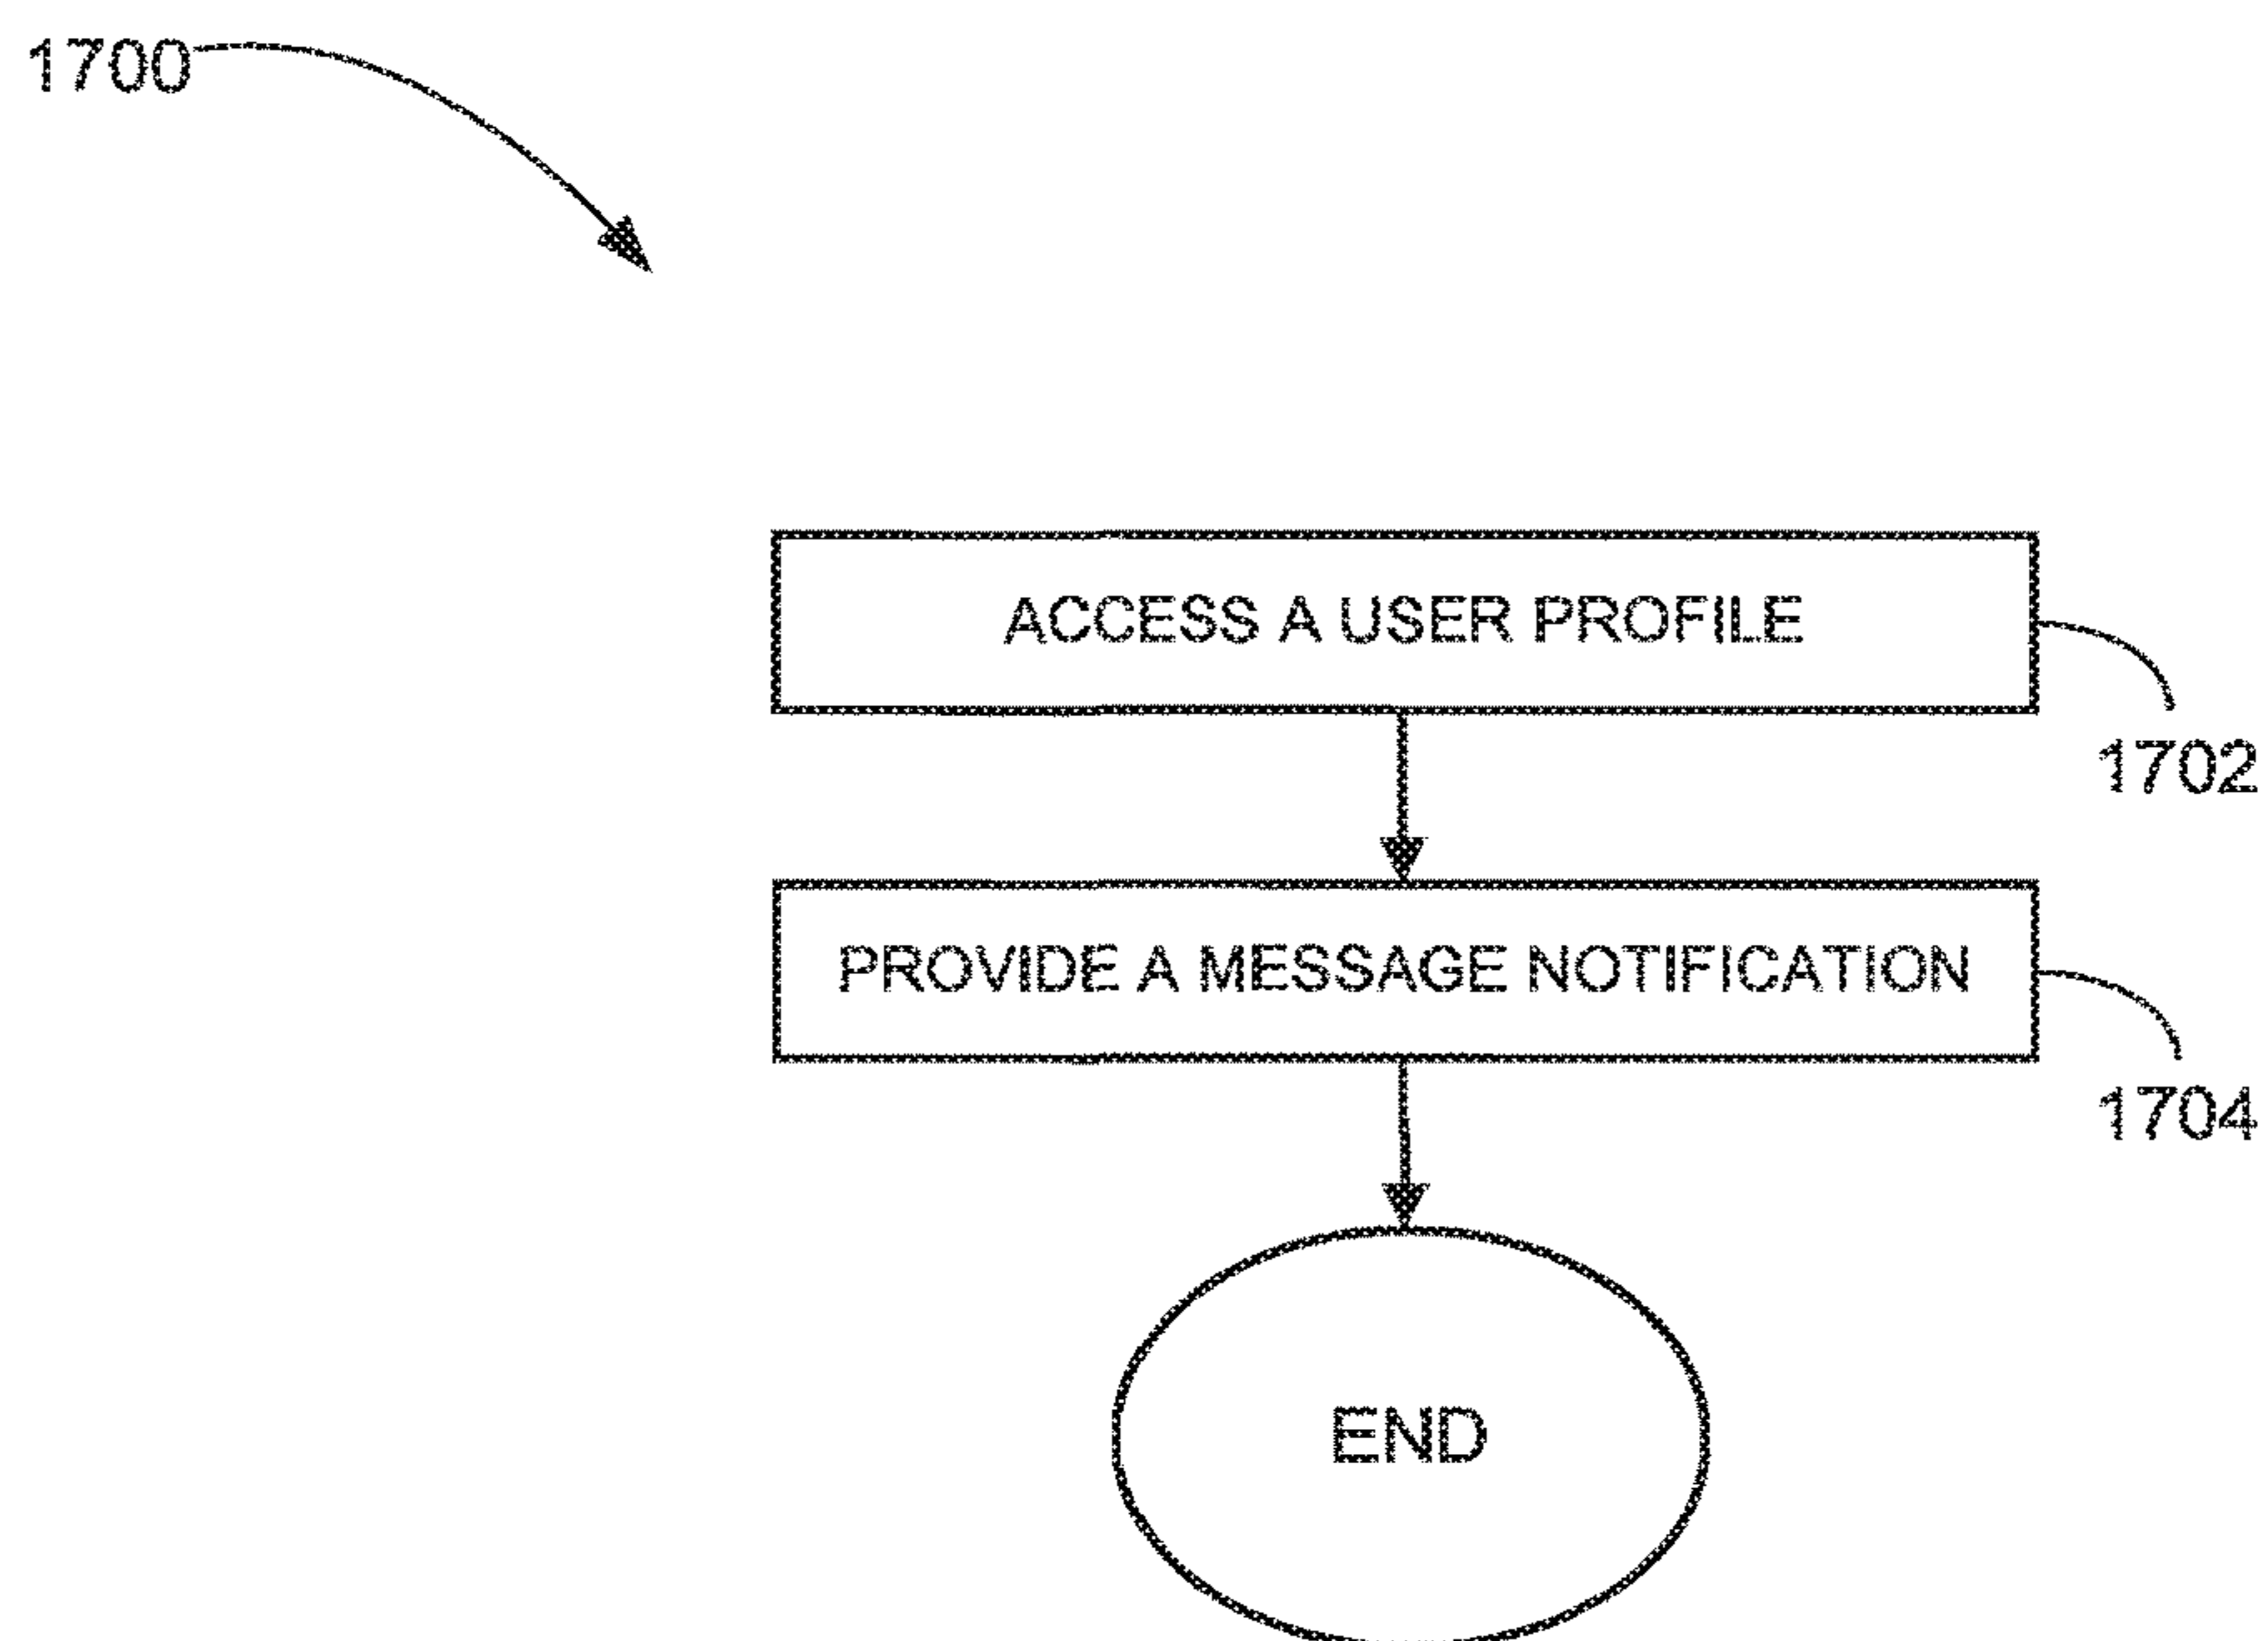 1700
ACCESS A USER PROFILE
1702
PROVIDE A MESSAGE NOTIFICATION
1704
END